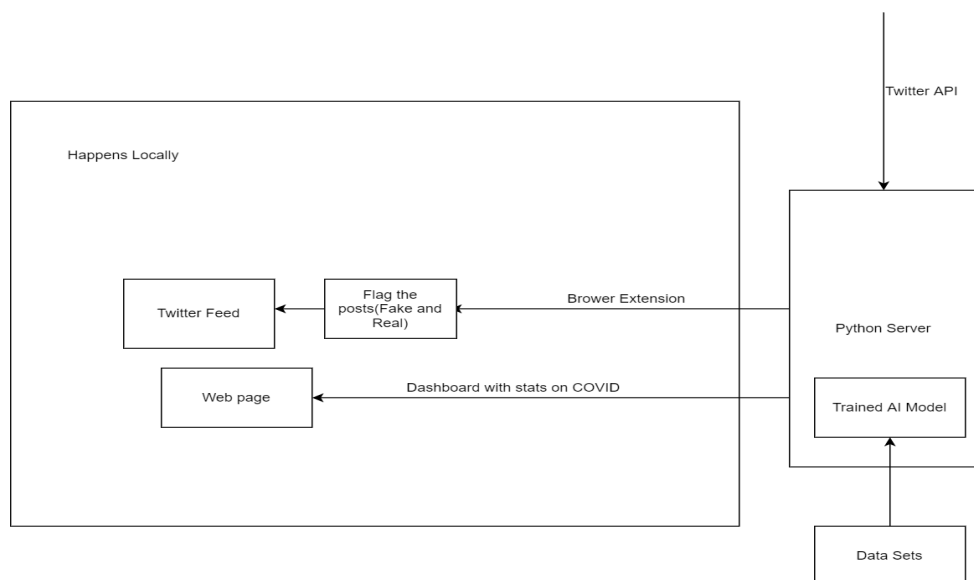 Twitter API
Happens Locally
Twitter Feed
Flag the
posts(Fake and
Real)
Brower Extension
Python Server
Web page
Dashboard with stats on COVID
Trained AI Model
Data Sets